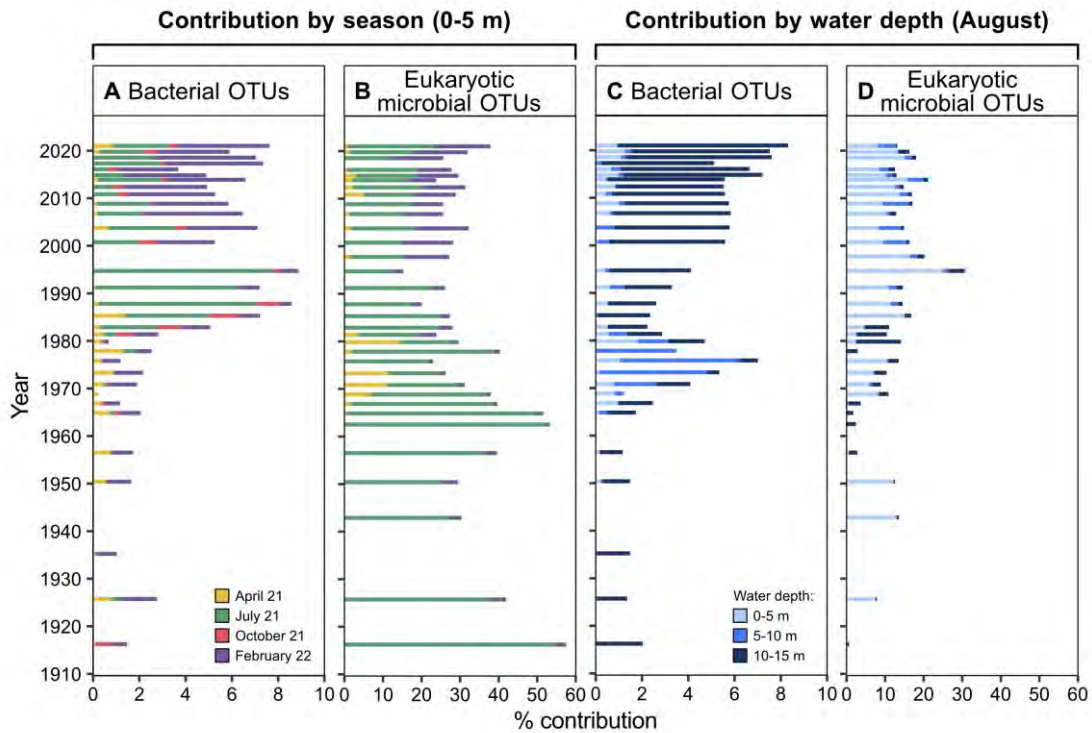 Contribution by season (0-5 m)
Contribution by water depth (August)
A Bacterial OTUs
B Eukaryotic
microbial OTUs
C Bacterial OTUs
D Eukaryotic
microbial OTUs
Year
2020
2010
2000
1990
1980
1970
1960
1950
1940
1930
1920
1910
April 21
July 21
October 21
February 22
Water depth:
0-5 m
5-10 m
10-15 m
0 2 4 6 8 10
0 10 20 30 40 50 60
0 2 4 6 8 10
0 10 20 30 40 50 60
% contribution